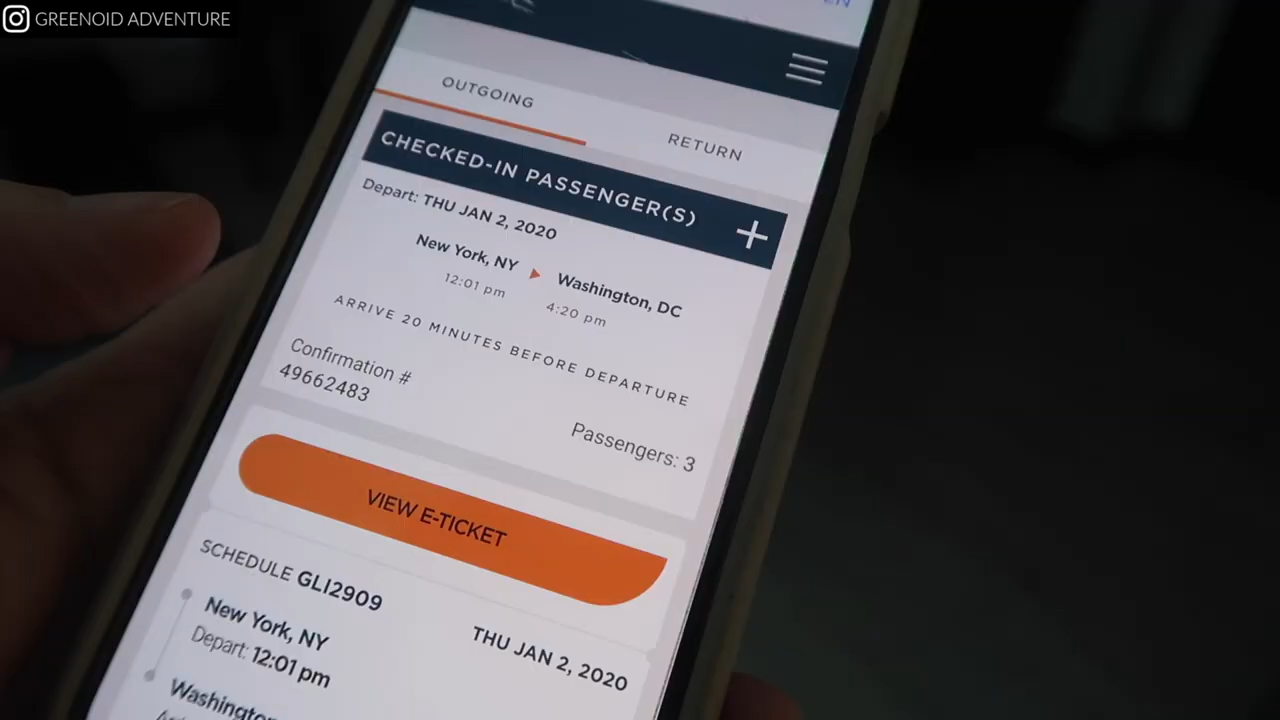 GREENOID ADVENTURE
EN
OUTGOING
RETURN
CHECKED-IN PASSENGER(S)
Depart: THU JAN 2, 2020
New York, NY
Washington, DC
12:01 pm
4:20 pm
ARRIVE 20 MINUTES BEFORE DEPARTURE
Confirmation #
49662483
Passengers: 3
VIEW E-TICKET
SCHEDULE GLI2909
THU JAN 2, 2020
New York, NY
Depart: 12:01 pm